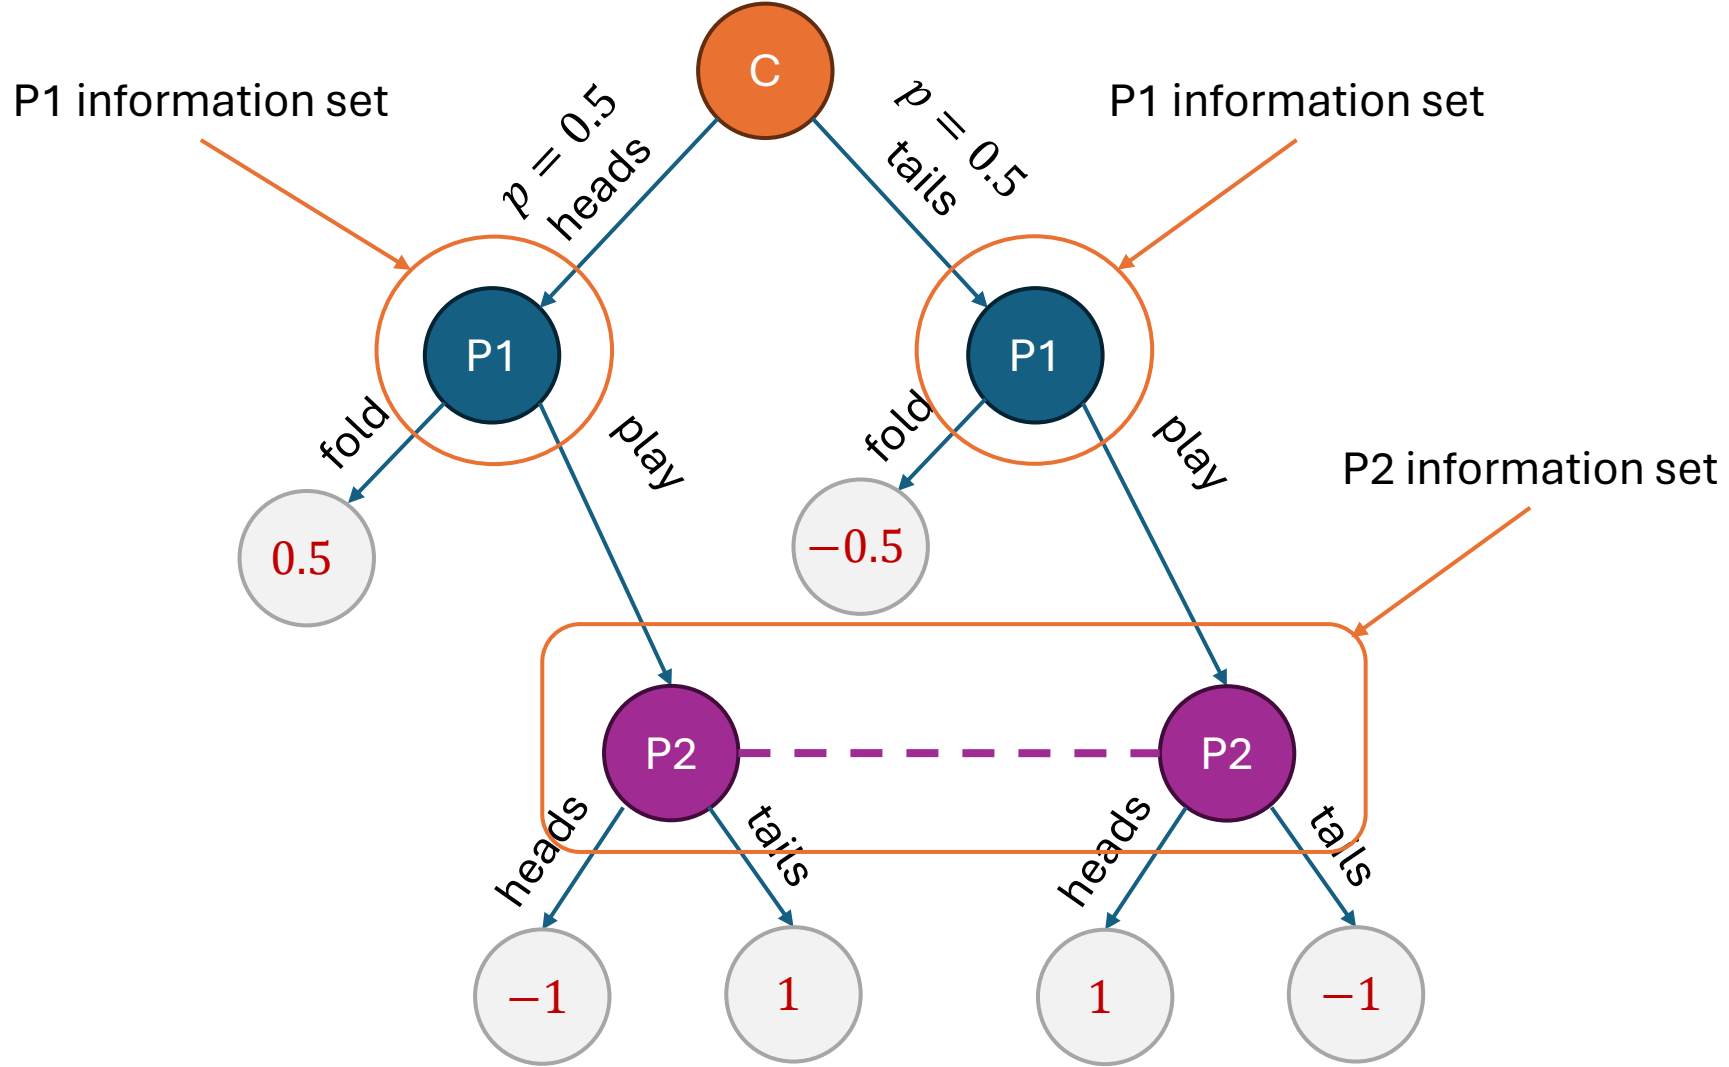 C
P1 information set
P1 information set
p = 0.5
heads
p = 0.5
tails
P1
P1
fold
play
fold
play
P2 information set
0.5
−0.5
P2
P2
heads
tails
heads
tails
−1
1
1
−1